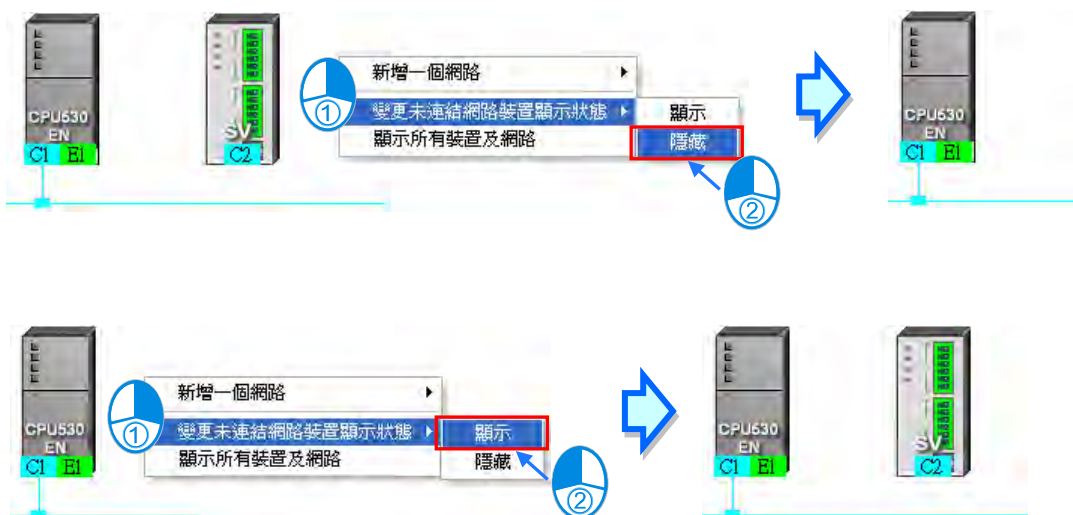 CPU530
EN
C1 E1
SV
C2
①
新增一個網路
變更未連結網路裝置顯示狀態
顯示所有裝置及網路
顯示
隱藏
②
CPU530
EN
C1 E1
CPU530
EN
C1 E1
①
新增一個網路
變更未連結網路裝置顯示狀態
顯示所有裝置及網路
顯示
隱藏
②
CPU530
EN
C1 E1
SV
C2